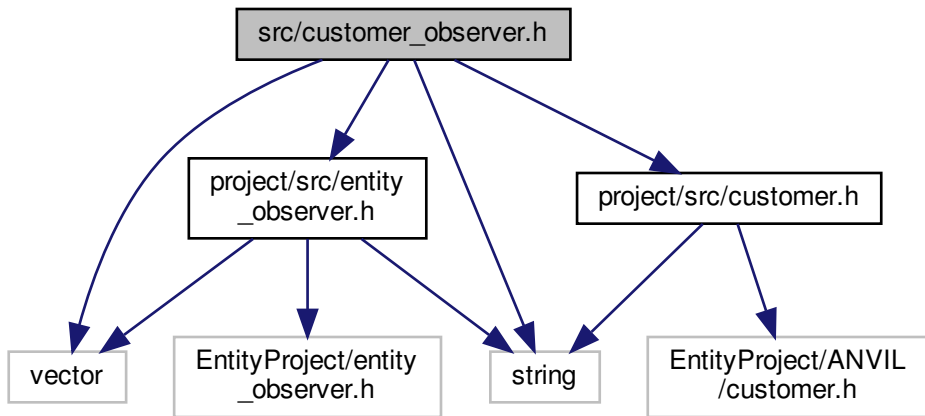 src/customer_observer.h
project/src/entity
_observer.h
project/src/customer.h
vector
EntityProject/entity
_observer.h
string
EntityProject/ANVIL
/customer.h